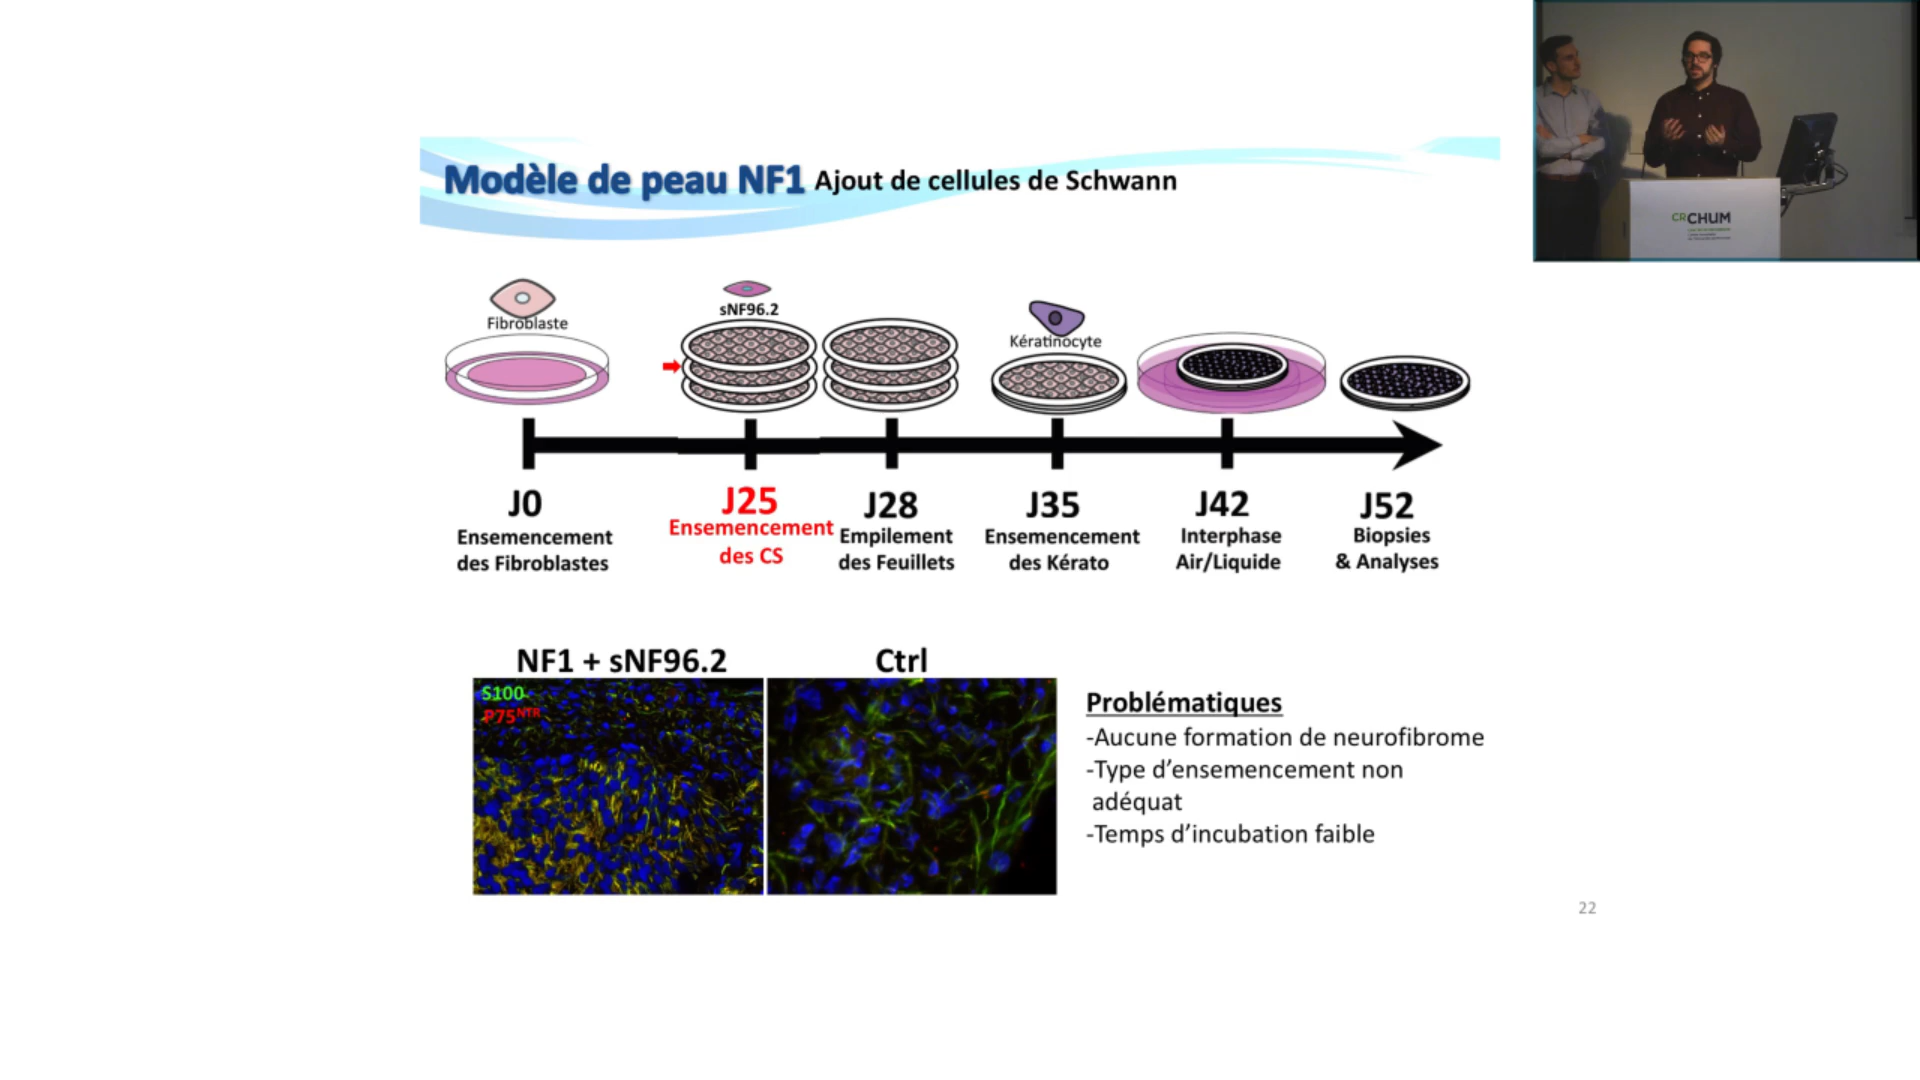 Modèle de peau NF1 Ajout de cellules de Schwann
Fibroblaste
sNF96.2
Kératinocyte
J0
Ensemencement
des Fibroblastes
J25
Ensemencement
des CS
J28
Empilement
des Feuillets
J35
Ensemencement
des Kérato
J42
Interphase
Air/Liquide
J52
Biopsies
& Analyses
NF1 + sNF96.2
Ctrl
S100
P75NTR
Problématiques
-Aucune formation de neurofibrome
-Type d’ensemencement non
adéquat
-Temps d’incubation faible
22
CRCHUM